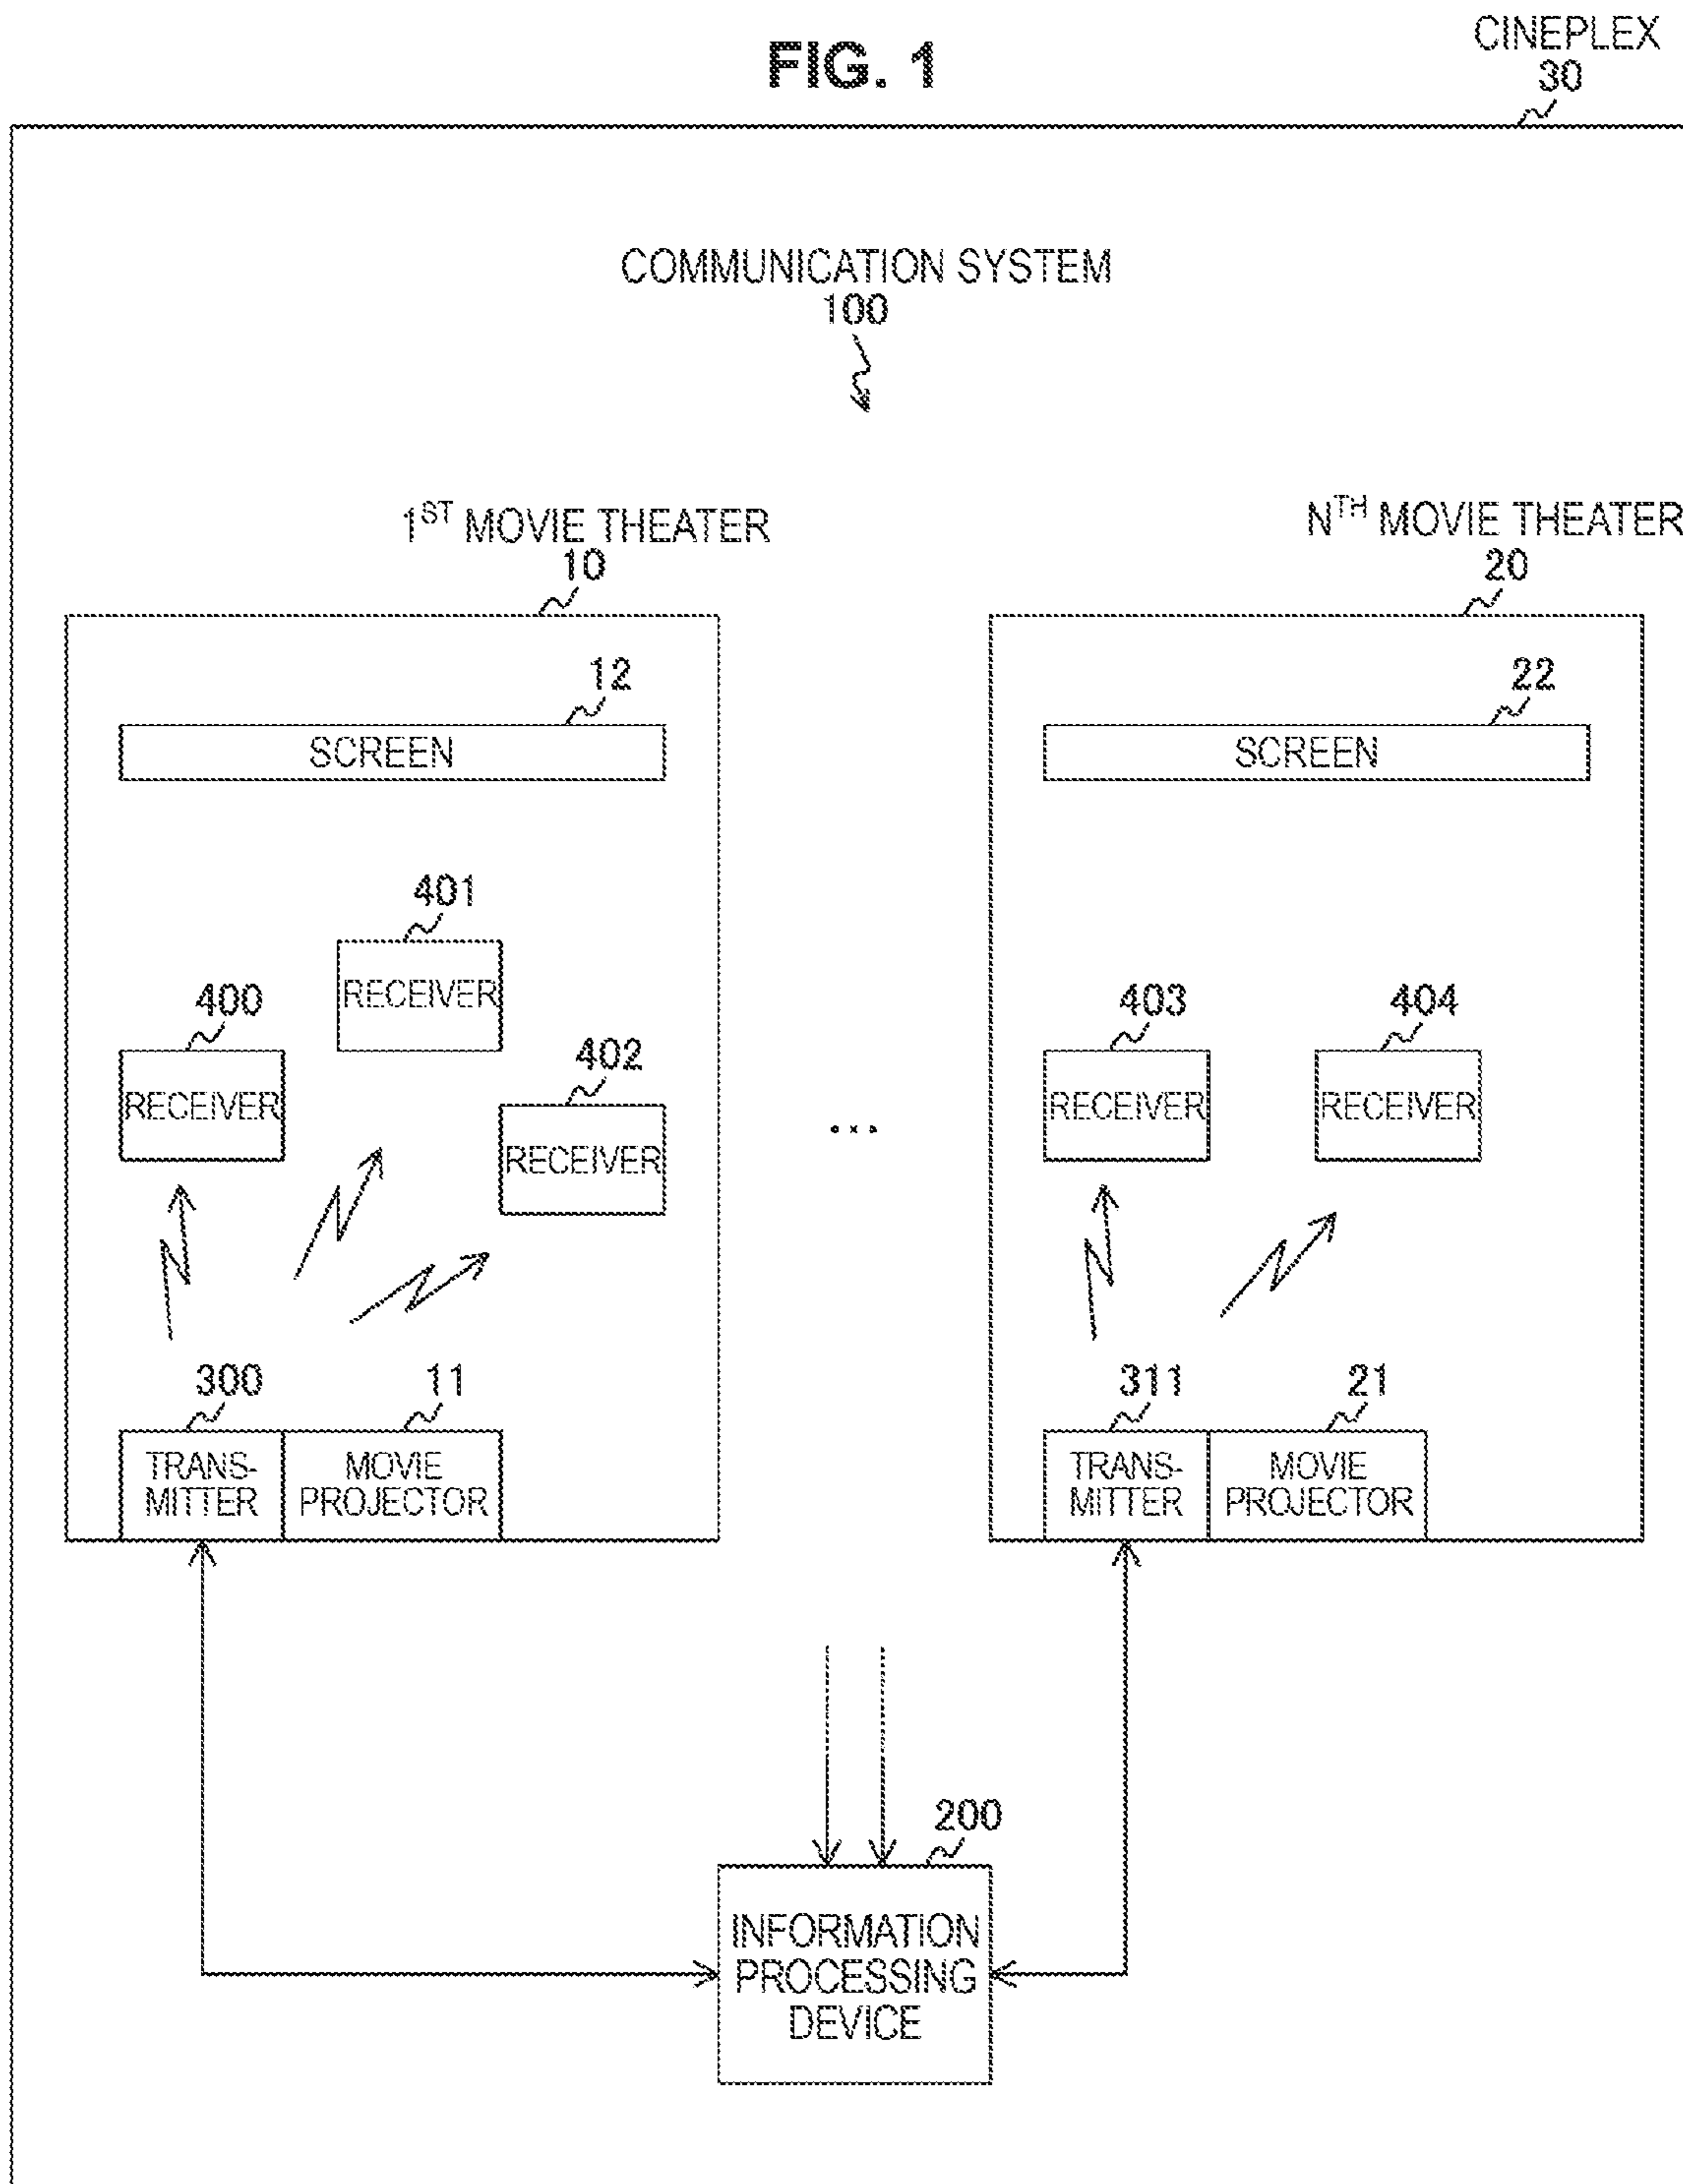 FIG. 1
CINEPLEX
30
COMMUNICATION SYSTEM
100
1ST MOVIE THEATER
10
12
SCREEN
401
RECEIVER
400
RECEIVER
402
RECEIVER
300
TRANS-
MITTER
11
MOVIE
PROJECTOR
...
NTH MOVIE THEATER
20
22
SCREEN
403
RECEIVER
404
RECEIVER
311
TRANS-
MITTER
21
MOVIE
PROJECTOR
200
INFORMATION
PROCESSING
DEVICE